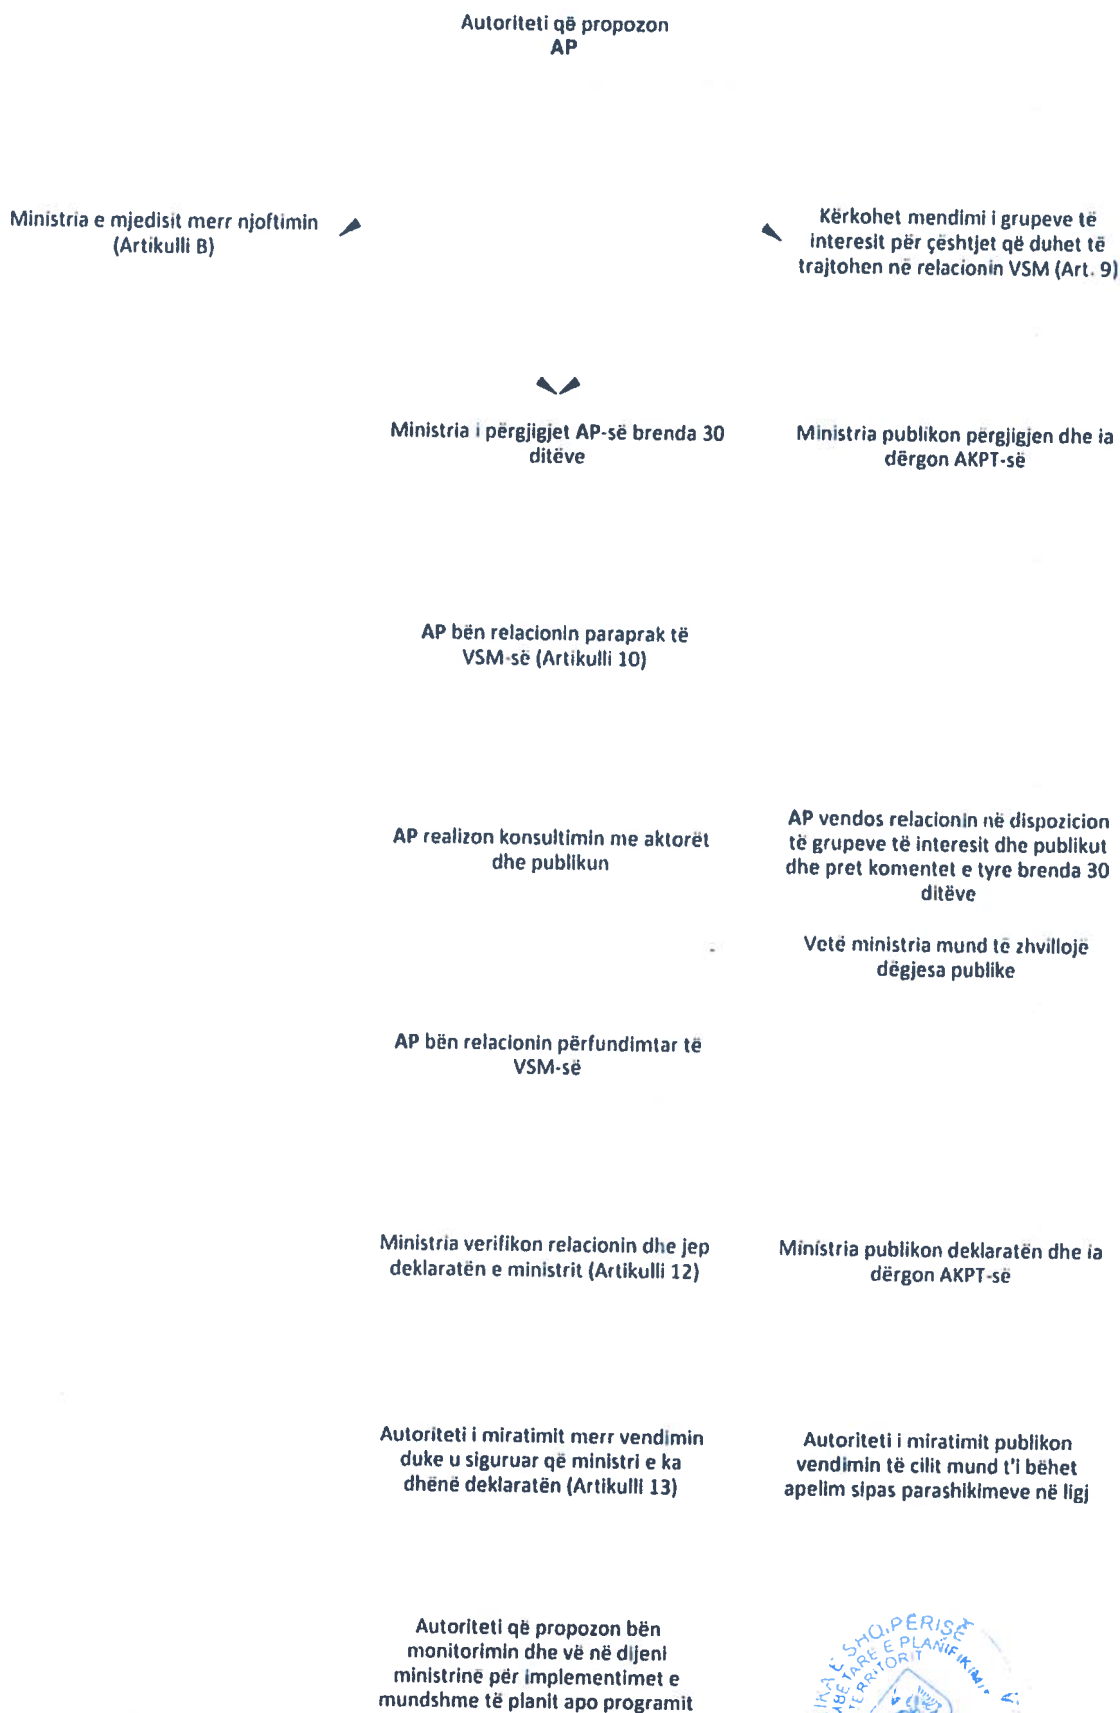 Autoriteti që propozon
AP
Ministria e mjedisit merr njoftimin
(Artikulli B)
Kërkohet mendimi i grupeve të
interesit për çështjet që duhet të
trajtohen në relacionin VSM (Art. 9)
Ministria i përgjigjet AP-së brenda 30
ditëve
Ministria publikon përgjigjen dhe ia
dërgon AKPT-së
AP bën relacionin paraprak të
VSM-së (Artikulli 10)
AP realizon konsultimin me aktorët
dhe publikun
AP vendos relacionin në dispozicion
të grupeve të interesit dhe publikut
dhe pret komentet e tyre brenda 30
ditëve
Vetë ministria mund të zhvillojë
dëgjesa publike
AP bën relacionin përfundimtar të
VSM-së
Ministria verifikon relacionin dhe jep
deklaratën e ministrit (Artikulli 12)
Ministria publikon deklaratën dhe ia
dërgon AKPT-së
Autoriteti i miratimit merr vendimin
duke u siguruar që ministri e ka
dhënë deklaratën (Artikulli 13)
Autoriteti i miratimit publikon
vendimin të cilit mund t'i bëhet
apelim sipas parashikimeve në ligj
Autoriteti që propozon bën
monitorimin dhe vë në dijeni
ministrinë për implementimet e
mundshme të planit apo programit
E SHQIPËRISË
E PLANIFIKIMIT
TERRITORIT